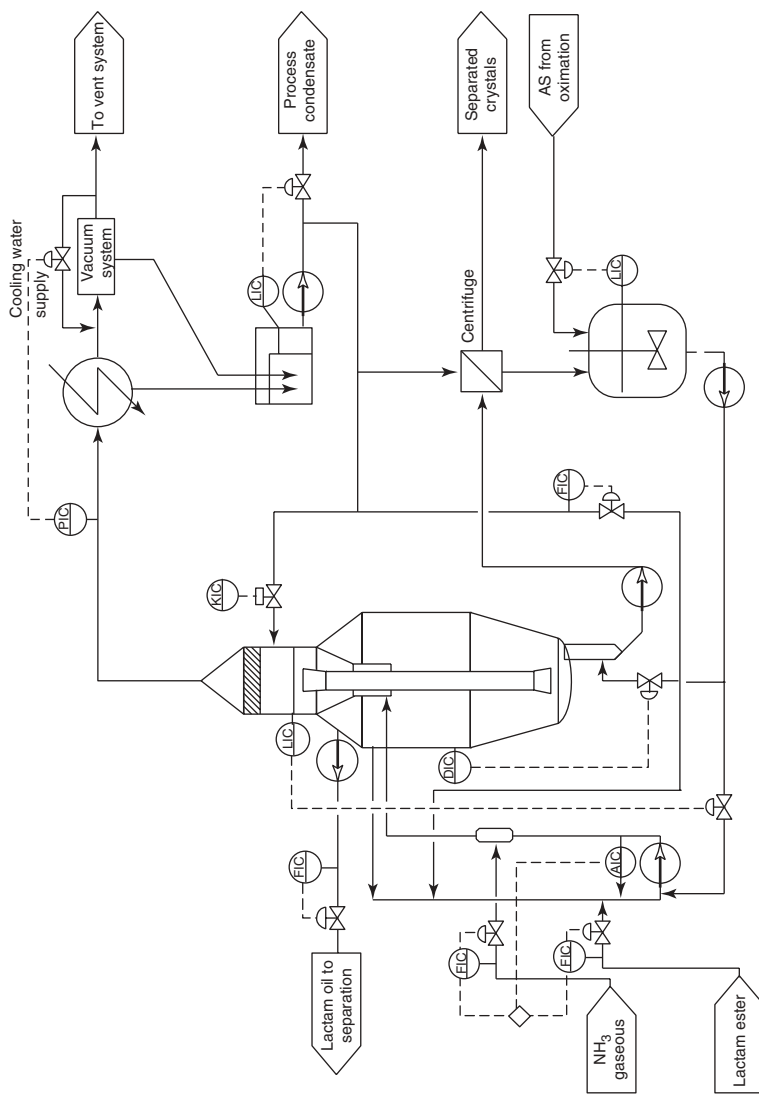 To vent system
Cooling water
supply
Vacuum
system
PIC
Process
condensate
LIC
KIC
Separated
crystals
Centrifuge
AS from
oximation
LIC
FIC
LIC
DIC
FIC
Lactam oil to
separation
AIC
FIC
FIC
NH3
gaseous
Lactam ester